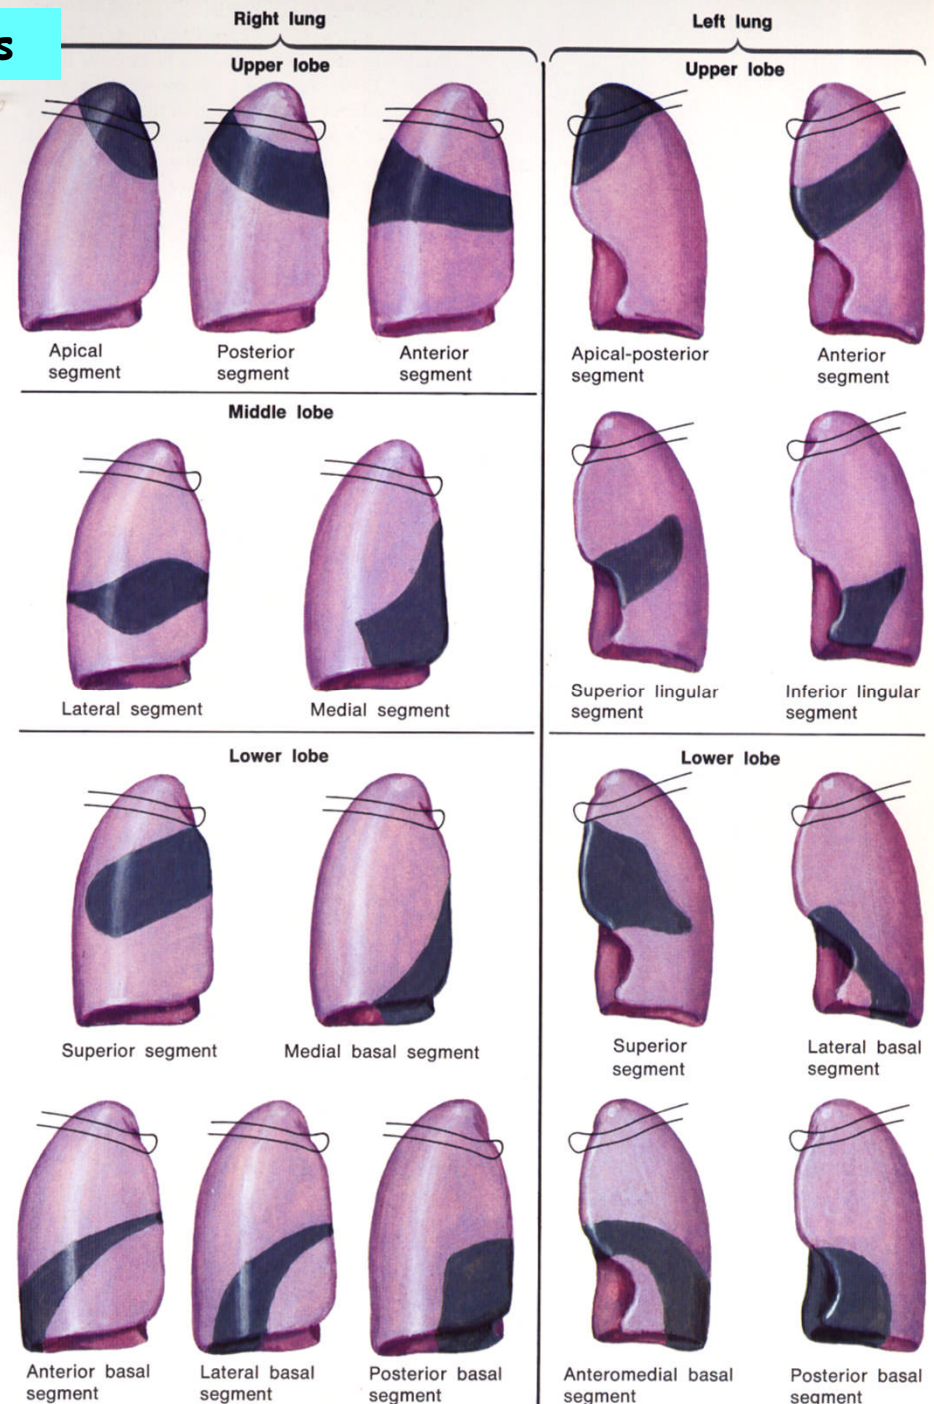 s
Right lung
Left lung
Upper lobe
Upper lobe
Apical
segment
Posterior
segment
Anterior
segment
Apical-posterior
segment
Anterior
segment
Middle lobe
Lateral segment
Medial segment
Superior lingular
segment
Inferior lingular
segment
Lower lobe
Lower lobe
Superior segment
Medial basal segment
Superior
segment
Lateral basal
segment
Anterior basal
segment
Lateral basal
segment
Posterior basal
segment
Anteromedial basal
segment
Posterior basal
segment